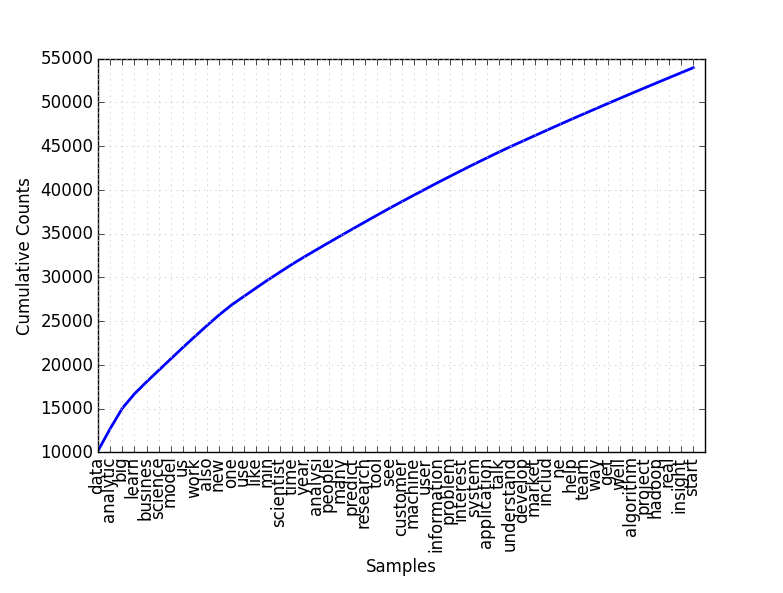 55000
50000
45000
40000
35000
30000
25000
20000
15000
10000
Cumulative Counts
data
analytic
big
learn
busines
science
model
us
work
also
new
one
use
like
min
scientist
time
year
analysi
people
many
predict
research
tool
see
customer
machine
user
information
problem
interest
system
application
talk
understand
develop
market
includ
ne
help
team
way
get
well
algorithm
project
hadoop
real
insight
start
Samples